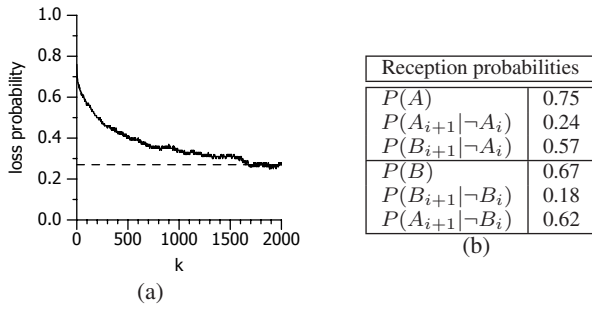 1.0
0.8
0.6
0.4
0.2
0.0
loss probability
0 500 1000 1500 2000
k
(a)
Reception probabilities
P(A) 0.75
P(A_{i+1}|¬A_i) 0.24
P(B_{i+1}|¬A_i) 0.57
P(B) 0.67
P(B_{i+1}|¬B_i) 0.18
P(A_{i+1}|¬B_i) 0.62
(b)